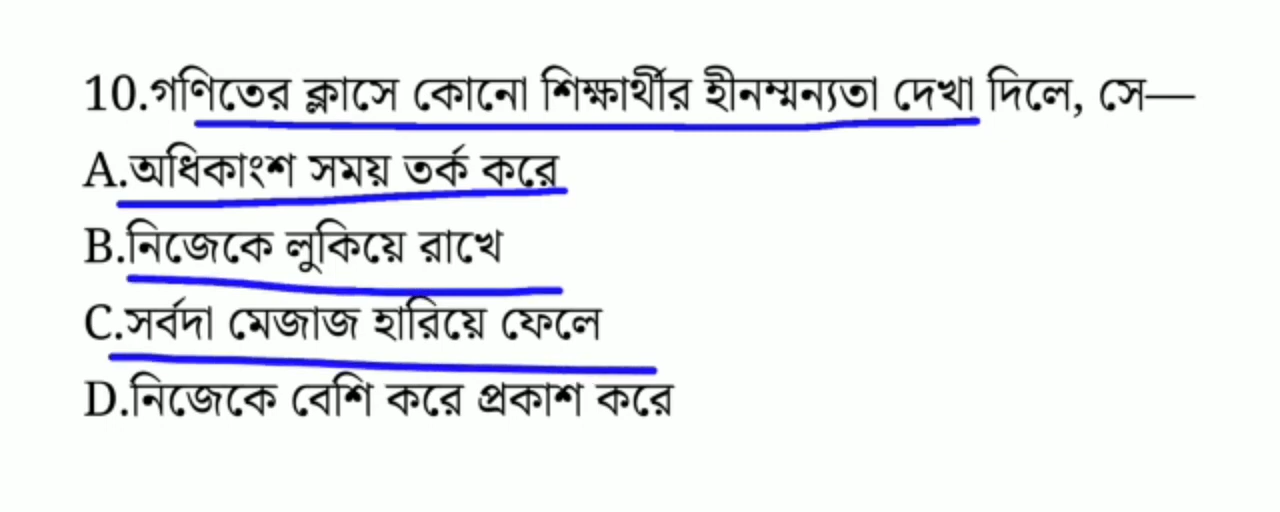 10.গণিতের ক্লাসে কোনো শিক্ষার্থীর হীনম্মন্যতা দেখা দিলে, সে—
A.অধিকাংশ সময় তর্ক করে
B.নিজেকে লুকিয়ে রাখে
C.সর্বদা মেজাজ হারিয়ে ফেলে
D.নিজেকে বেশি করে প্রকাশ করে